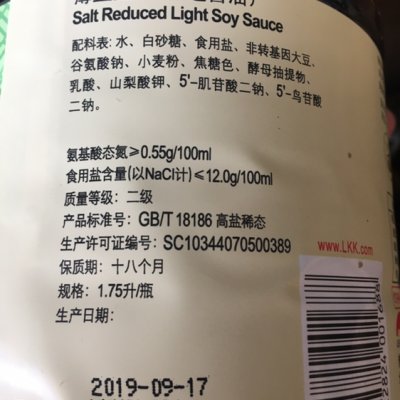 Salt Reduced Light Soy Sauce
配料表: 水、白砂糖、食用盐、非转基因大豆、
谷氨酸钠、小麦粉、焦糖色、酵母抽提物、
乳酸、山梨酸钾、5'-肌苷酸二钠、5'-鸟苷酸
二钠。
氨基酸态氮≥0.55g/100ml
食用盐含量(以NaCl计)≤12.0g/100ml
质量等级: 二级
产品标准号: GB/T 18186 高盐稀态
生产许可证编号: SC10344070500389
www.LKK.com
保质期: 十八个月
规格: 1.75升/瓶
生产日期:
2019-09-17